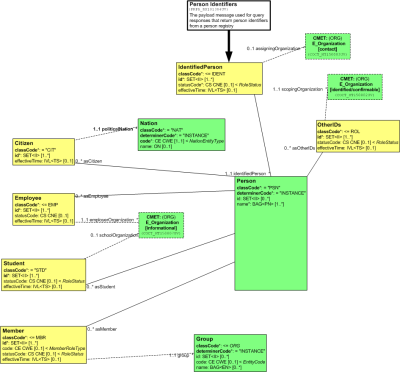 Person Identifiers
The payload message used for query
responses that return person identifiers
from a person registry
CMET: (ORG)
E_Organization
[contact]
0..1 assigningOrganization
IdentifiedPerson
classCode*: <= IDENT
id*: SET<II> [1..*]
statusCode: CS CNE [0..1] < RoleStatus
effectiveTime: IVL<TS> [0..1]
CMET: (ORG)
E_Organization
[identified/confirmable]
0..1 scopingOrganization
Nation
classCode*: = "NAT"
determinerCode*: = "INSTANCE"
code*: CE CWE [1..1] < NationEntityType
name: ON [0..1]
1..1 politicalNation
OtherIDs
classCode*: <= ROL
id*: SET<II> [1..*]
statusCode: CS CNE [0..1] < RoleStatus
effectiveTime: IVL<TS> [0..1]
Citizen
classCode*: = "CIT"
id*: SET<II> [1..*]
statusCode: CS CNE [0..1] < RoleStatus
effectiveTime: IVL<TS> [0..1]
0..* asCitizen
0..* asOtherIDs
1..1 identifiedPerson
Person
classCode*: = "PSN"
determinerCode*: = "INSTANCE"
id: SET<II> [0..*]
name: BAG<PN> [1..*]
0..* asEmployee
Employee
classCode*: <= EMP
id*: SET<II> [1..*]
statusCode: CS CNE [0..1] < RoleStatus
effectiveTime: IVL<TS> [0..1]
1..1 employerOrganization
CMET: (ORG)
E_Organization
[informational]
0..1 schoolOrganization
Student
classCode*: = "STD"
id*: SET<II> [1..*]
statusCode: CS CNE [0..1] < RoleStatus
effectiveTime: IVL<TS> [0..1]
0..* asStudent
Member
classCode*: <= MBR
id*: SET<II> [1..*]
code: CE CWE [0..1] < MemberRoleType
statusCode: CS CNE [0..1] < RoleStatus
effectiveTime: IVL<TS> [0..1]
0..* asMember
1..1 group
Group
classCode*: <= ORG
determinerCode*: = "INSTANCE"
id: SET<II> [0..*]
code: CE CWE [0..1] < EntityCode
name: BAG<EN> [0..*]